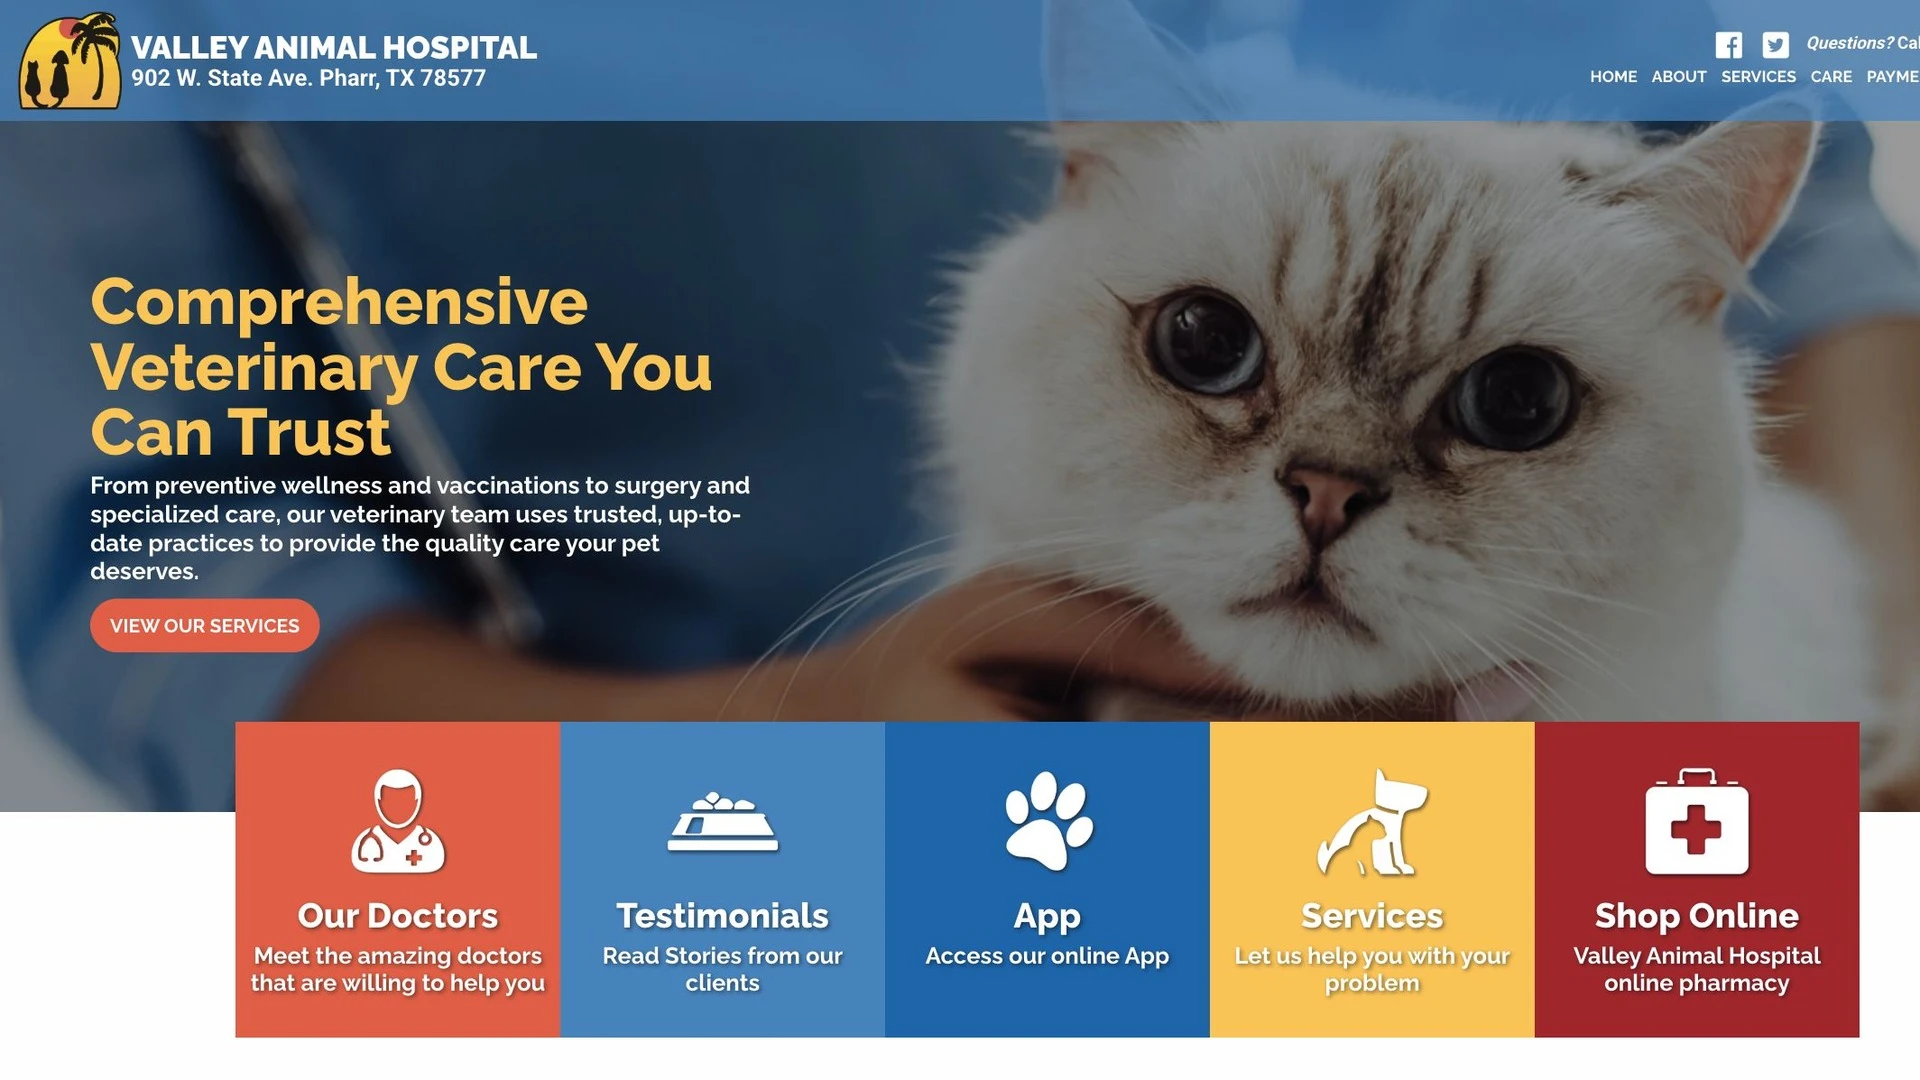 VALLEY ANIMAL HOSPITAL
902 W. State Ave. Pharr, TX 78577
Questions? Cal
HOME ABOUT SERVICES CARE PAYME
Comprehensive
Veterinary Care You
Can Trust
From preventive wellness and vaccinations to surgery and
specialized care, our veterinary team uses trusted, up-to-
date practices to provide the quality care your pet
deserves.
VIEW OUR SERVICES
Our Doctors
Meet the amazing doctors
that are willing to help you
Testimonials
Read Stories from our
clients
App
Access our online App
Services
Let us help you with your
problem
Shop Online
Valley Animal Hospital
online pharmacy